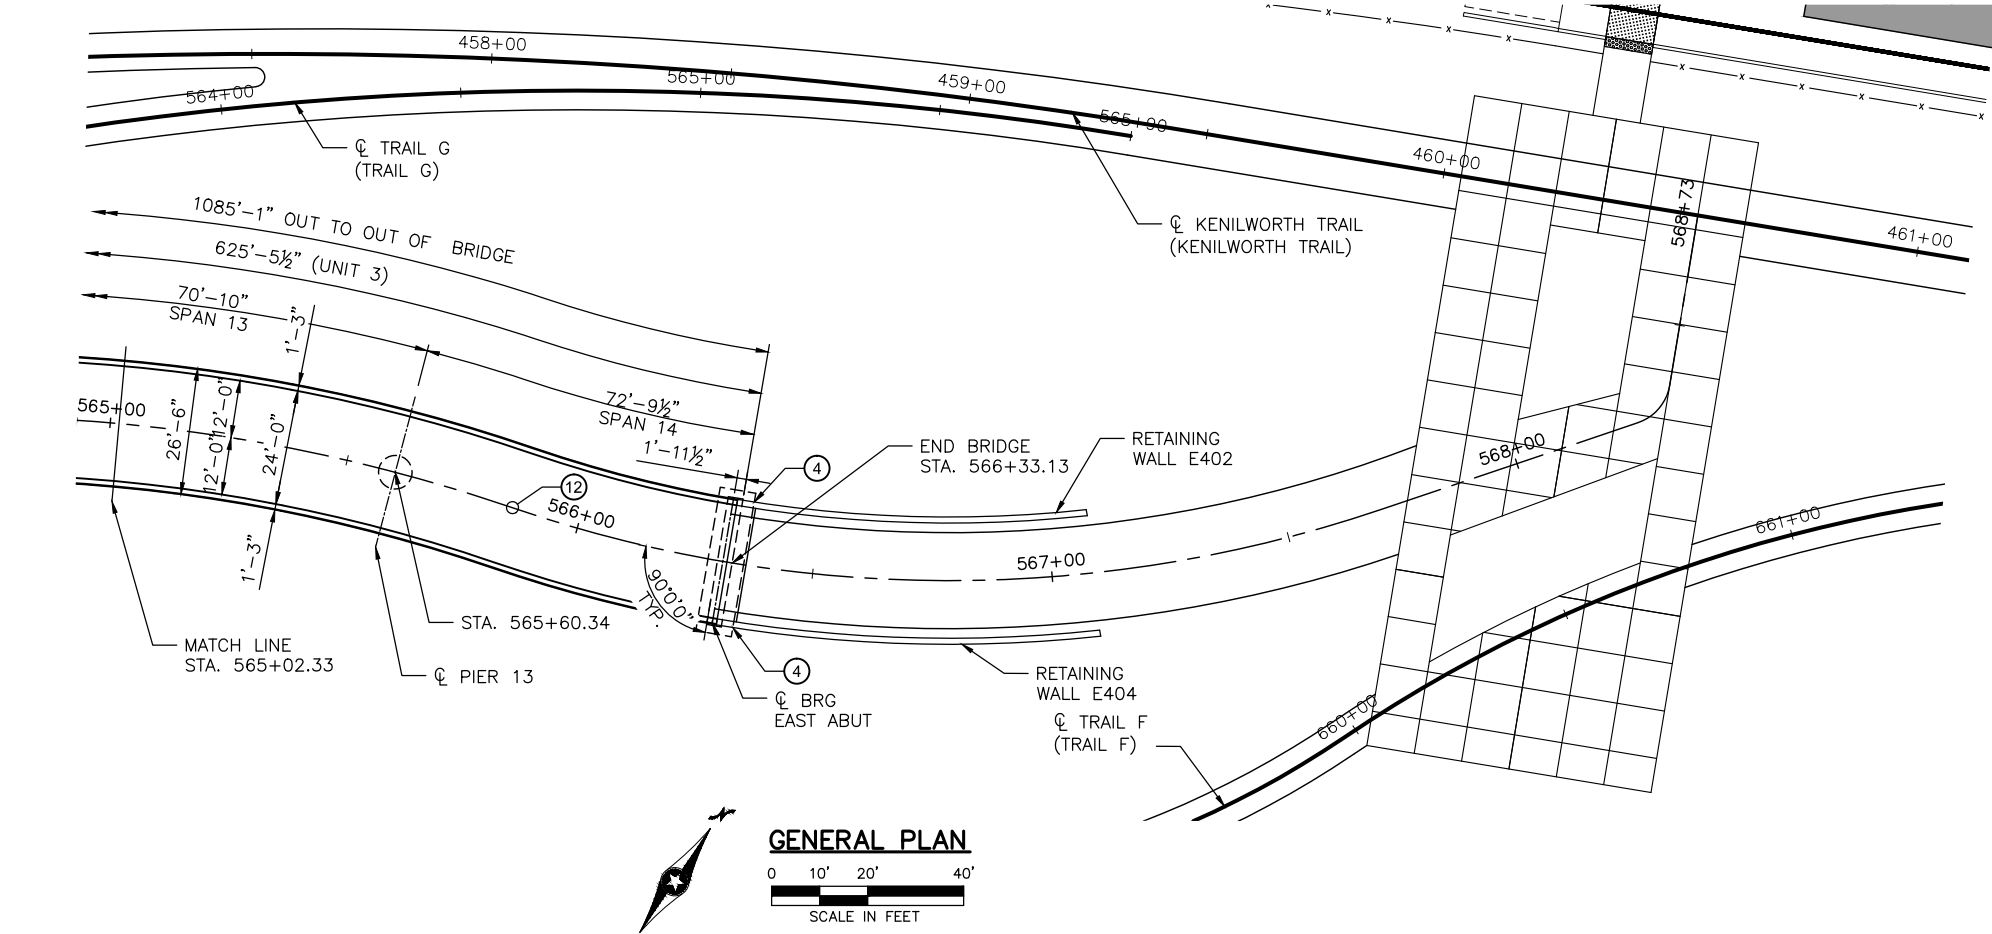 458+00
565+00
459+00
564+00
565+90
℄ TRAIL G
(TRAIL G)
460+00
568+73
461+00
℄ KENILWORTH TRAIL
(KENILWORTH TRAIL)
1085'-1" OUT TO OUT OF BRIDGE
625'-5½" (UNIT 3)
70'-10"
SPAN 13
1'-3"
72'-9½"
SPAN 14
1'-11½"
565+00
26'-6"
12'-0"
12'-0"
24'-0"
1'-3"
END BRIDGE
STA. 566+33.13
RETAINING
WALL E402
4
12
566+00
567+00
568+00
661+00
90°0'0"
TYP.
STA. 565+60.34
MATCH LINE
STA. 565+02.33
℄ PIER 13
4
℄ BRG
EAST ABUT
RETAINING
WALL E404
℄ TRAIL F
(TRAIL F)
660+00
N
GENERAL PLAN
0 10' 20' 40'
SCALE IN FEET
x x x x
x x x x x x